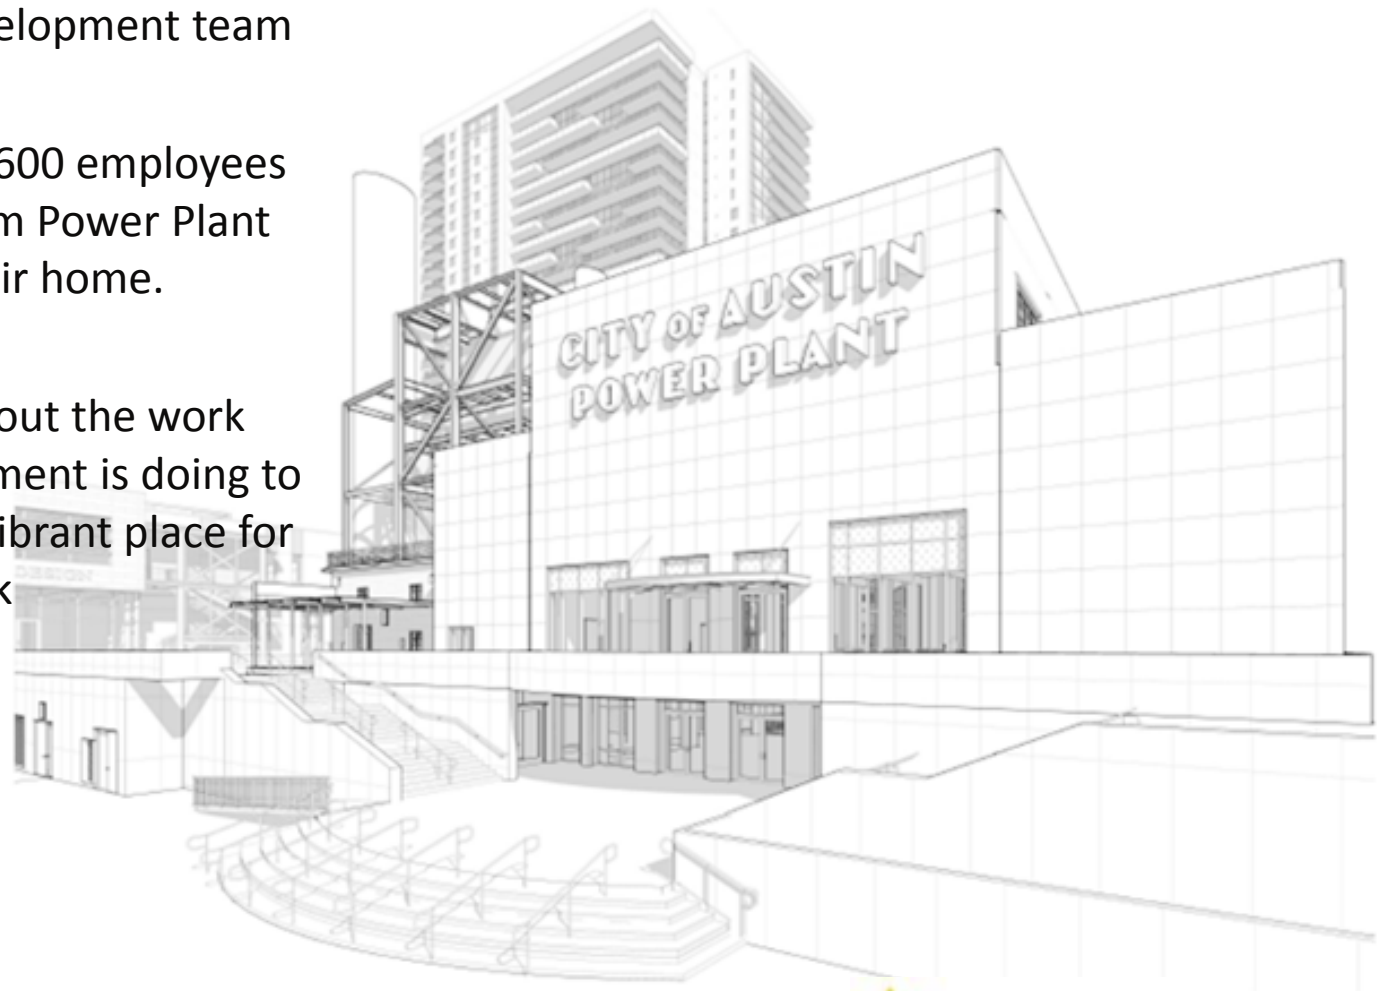 elopment team
600 employees
m Power Plant
ir home.
out the work
ment is doing to
ibrant place for
k
CITY OF AUSTIN
POWER PLANT